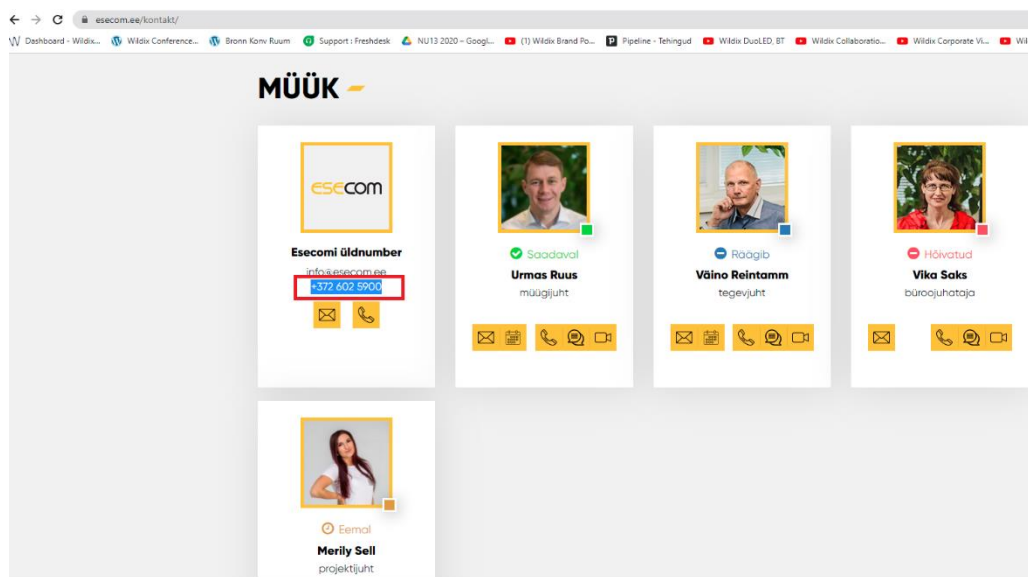 esecom.ee/kontakt/
Dashboard - Wildix...
Wildix Conference...
Bronn Konv Ruum
Support : Freshdesk
NU13 2020 – Googl...
(1) Wildix Brand Po...
Pipeline - Tehingud
Wildix DuoLED, BT
Wildix Collaboratio...
Wildix Corporate Vi...
Wil
MÜÜK
esecom
Esecomi üldnumber
info@esecom.ee
+372 602 5900
Saadaval
Urmas Ruus
müügijuht
Räägib
Väino Reintamm
tegevjuht
Hõivatud
Vika Saks
büroojuhataja
Eemal
Merily Sell
projektijuht